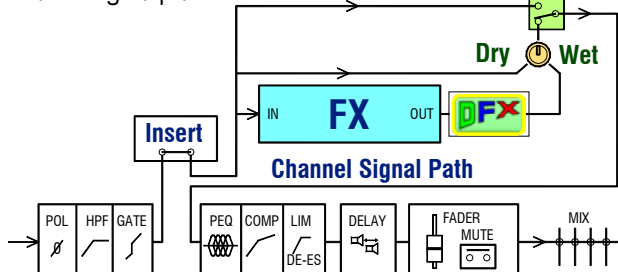 Dry Wet
IN FX OUT DFX
Insert
Channel Signal Path
POL HPF GATE PEQ COMP LIM DELAY FADER MIX
MUTE
DE-ES